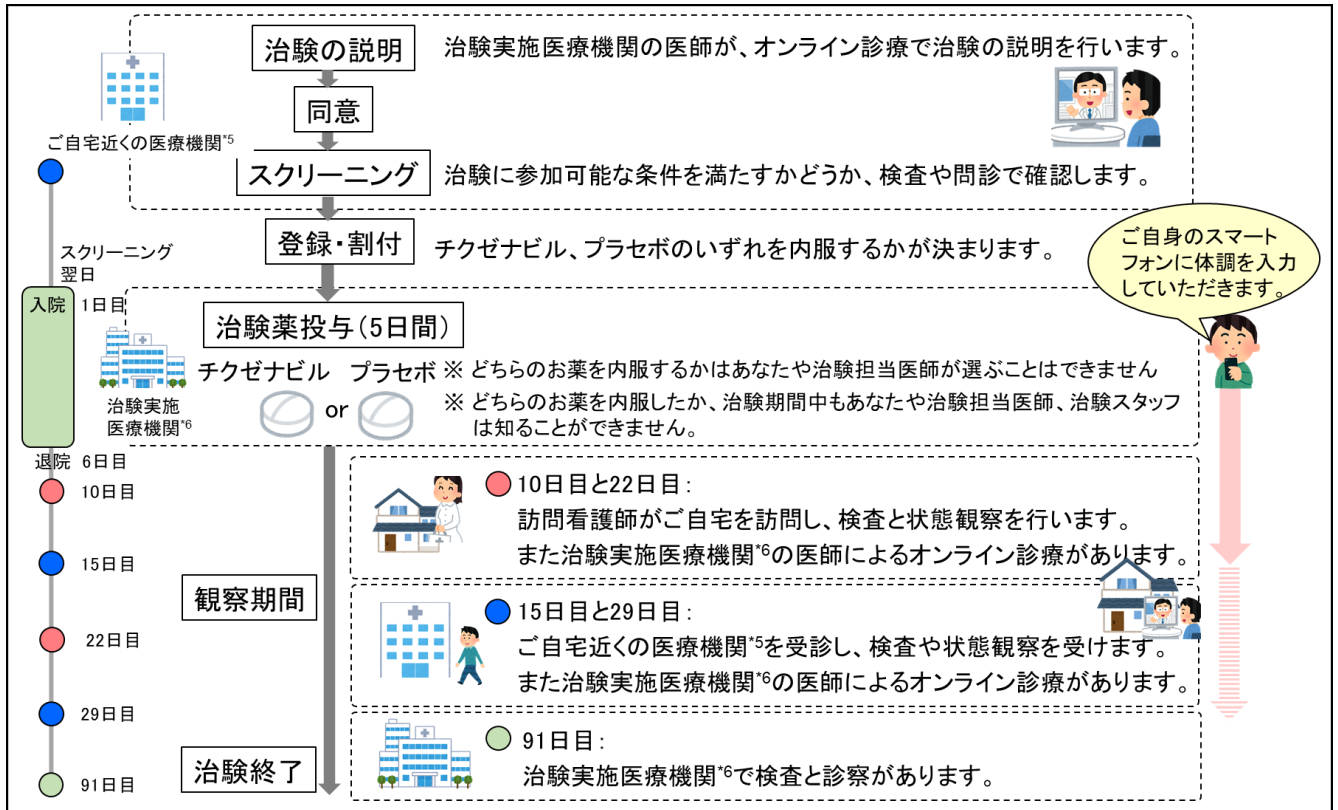 治験の説明
治験実施医療機関の医師が、オンライン診療で治験の説明を行います。
同意
ご自宅近くの医療機関*5
スクリーニング
治験に参加可能な条件を満たすかどうか、検査や問診で確認します。
登録・割付
チクゼナビル、プラセボのいずれを内服するかが決まります。
ご自身のスマート
フォンに体調を入力
していただきます。
スクリーニング
翌日
入院 1日目
治験薬投与(5日間)
治験実施
医療機関*6
チクゼナビル or プラセボ
※ どちらのお薬を内服するかはあなたや治験担当医師が選ぶことはできません
※ どちらのお薬を内服したか、治験期間中もあなたや治験担当医師、治験スタッフ
は知ることができません。
退院 6日目
10日目
15日目
22日目
29日目
91日目
観察期間
治験終了
10日目と22日目:
訪問看護師がご自宅を訪問し、検査と状態観察を行います。
また治験実施医療機関*6の医師によるオンライン診療があります。
15日目と29日目:
ご自宅近くの医療機関*5を受診し、検査や状態観察を受けます。
また治験実施医療機関*6の医師によるオンライン診療があります。
91日目:
治験実施医療機関*6で検査と診察があります。